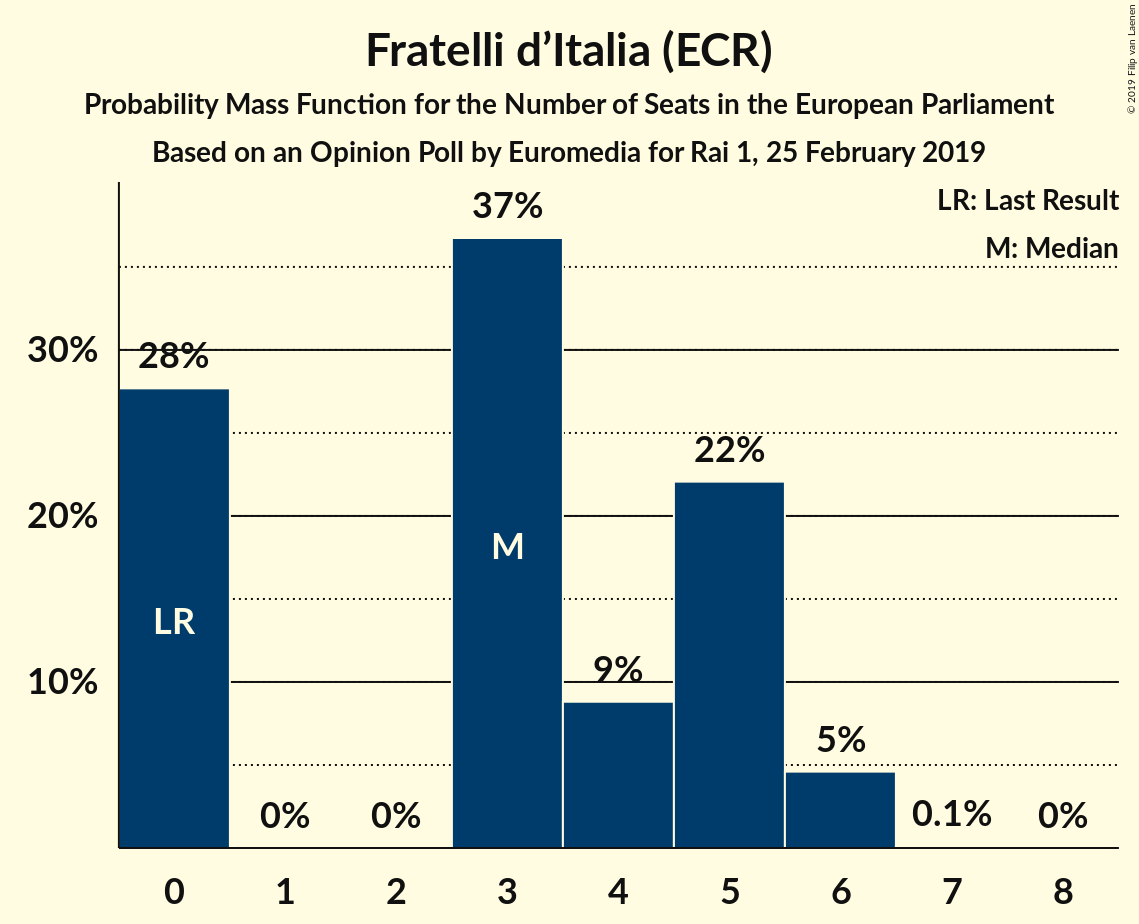 Fratelli d’Italia (ECR)
Probability Mass Function for the Number of Seats in the European Parliament
Based on an Opinion Poll by Euromedia for Rai 1, 25 February 2019
© 2019 Filip van Laenen
LR: Last Result
M: Median
37%
30%
28%
22%
20%
M
LR
10%
9%
5%
0%
0%
0.1%
0%
0 1 2 3 4 5 6 7 8